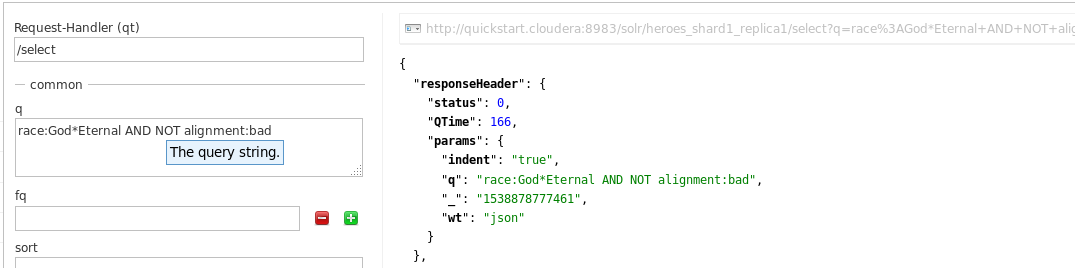 Request-Handler (qt)
/select
common
q
race:God*Eternal AND NOT alignment:bad
The query string.
fq
sort
http://quickstart.cloudera:8983/solr/heroes_shard1_replica1/select?q=race%3AGod*Eternal+AND+NOT+alig
{
"responseHeader": {
"status": 0,
"QTime": 166,
"params": {
"indent": "true",
"q": "race:God*Eternal AND NOT alignment:bad",
"_": "1538878777461",
"wt": "json"
}
},